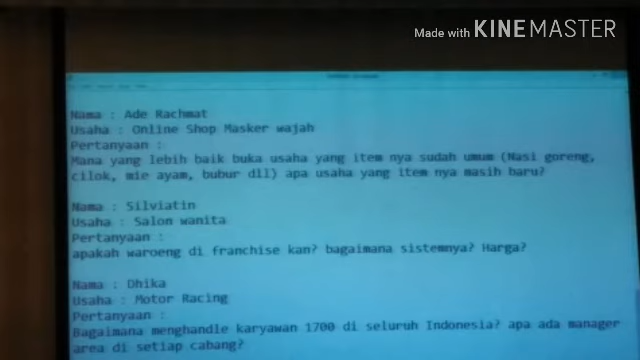 Made with KINEMASTER
Nama : Ade Rachmat
Usaha : Online Shop Masker wajah
Pertanyaan :
Mana yang lebih baik buka usaha yang item nya sudah umum (Nasi goreng,
cilok, mie ayam, bubur dll) apa usaha yang item nya masih baru?
Nama : Silviatin
Usaha : Salon wanita
Pertanyaan :
apakah waroeng di franchise kan? bagaimana sistemnya? Harga?
Nama : Dhika
Usaha : Motor Racing
Pertanyaan :
Bagaimana menghandle karyawan 1700 di seluruh Indonesia? apa ada manager
area di setiap cabang?